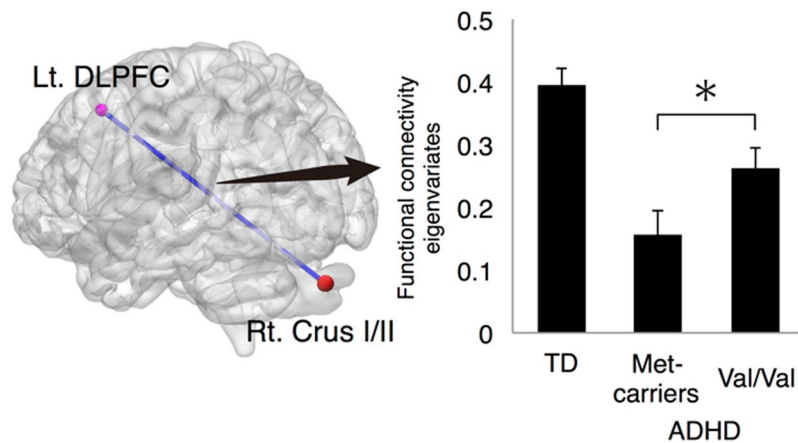 Lt. DLPFC
Rt. Crus I/II
Functional connectivity
eigenvariates
0.5
0.4
0.3
0.2
0.1
0
*
TD
Met-
carriers
Val/Val
ADHD